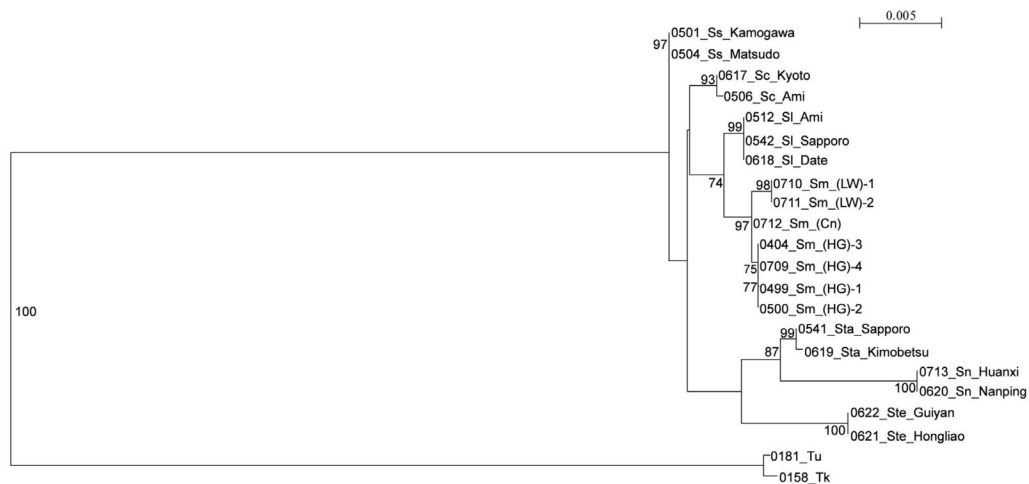 0.005
0501_Ss_Kamogawa
97
0504_Ss_Matsudo
0617_Sc_Kyoto
93
0506_Sc_Ami
0512_Sl_Ami
99
0542_Sl_Sapporo
0618_Sl_Date
74
0710_Sm_(LW)-1
98
0711_Sm_(LW)-2
97
0712_Sm_(Cn)
0404_Sm_(HG)-3
75
0709_Sm_(HG)-4
77
0499_Sm_(HG)-1
0500_Sm_(HG)-2
100
0541_Sta_Sapporo
99
87
0619_Sta_Kimobetsu
0713_Sn_Huanxi
100
0620_Sn_Nanping
0622_Ste_Guiyan
100
0621_Ste_Hongliao
0181_Tu
0158_Tk